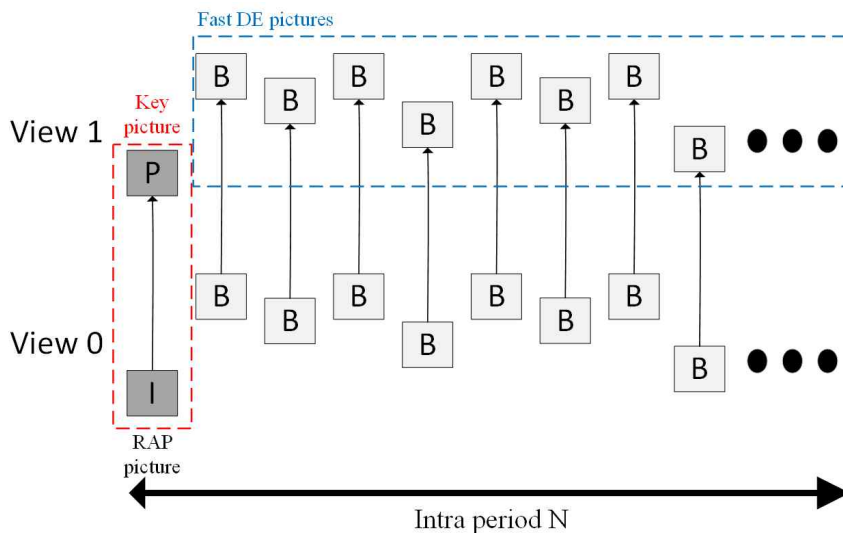 Fast DE pictures
B B B B B B B B
Key
picture
View 1
P
B B B B B B B B
View 0
I
RAP
picture
Intra period N